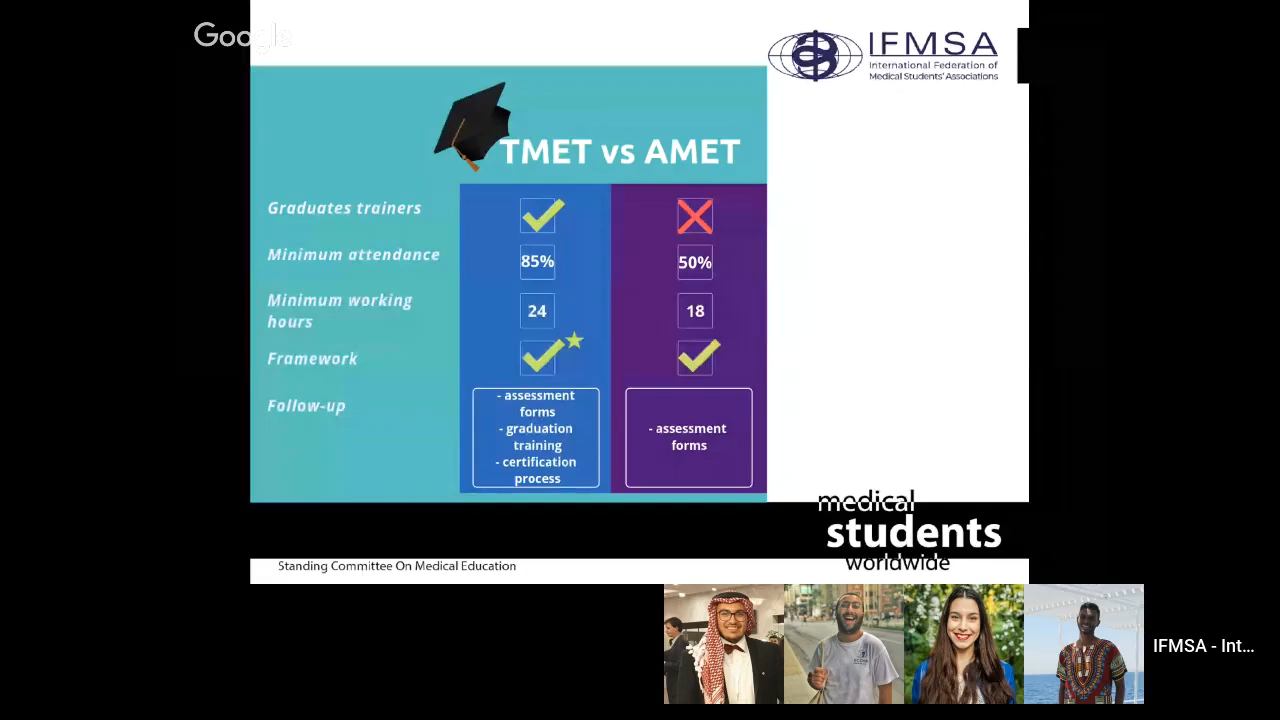 Google
IFMSA
International Federation of
Medical Students' Associations
TMET vs AMET
Graduates trainers
Minimum attendance
85%
50%
Minimum working
hours
24
18
Framework
Follow-up
- assessment
forms
- graduation
training
- certification
process
- assessment
forms
medical
students
worldwide
Standing Committee On Medical Education
IFMSA - Int...